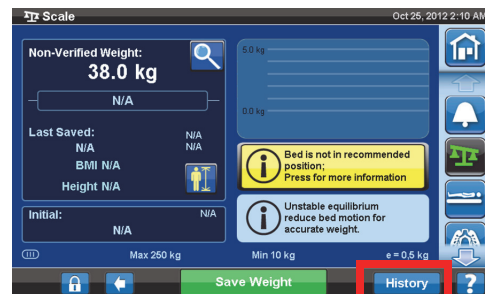 Scale
Oct 25, 2012 2:10 AM
Non-Verified Weight:
38.0 kg
N/A
Last Saved:
N/A
N/A
N/A
BMI N/A
Height N/A
Initial:
N/A
N/A
5.0 kg
0.0 kg
Bed is not in recommended
position;
Press for more information
Unstable equilibrium
reduce bed motion for
accurate weight.
Max 250 kg
Min 10 kg
e = 0,5 kg
Save Weight
History
?